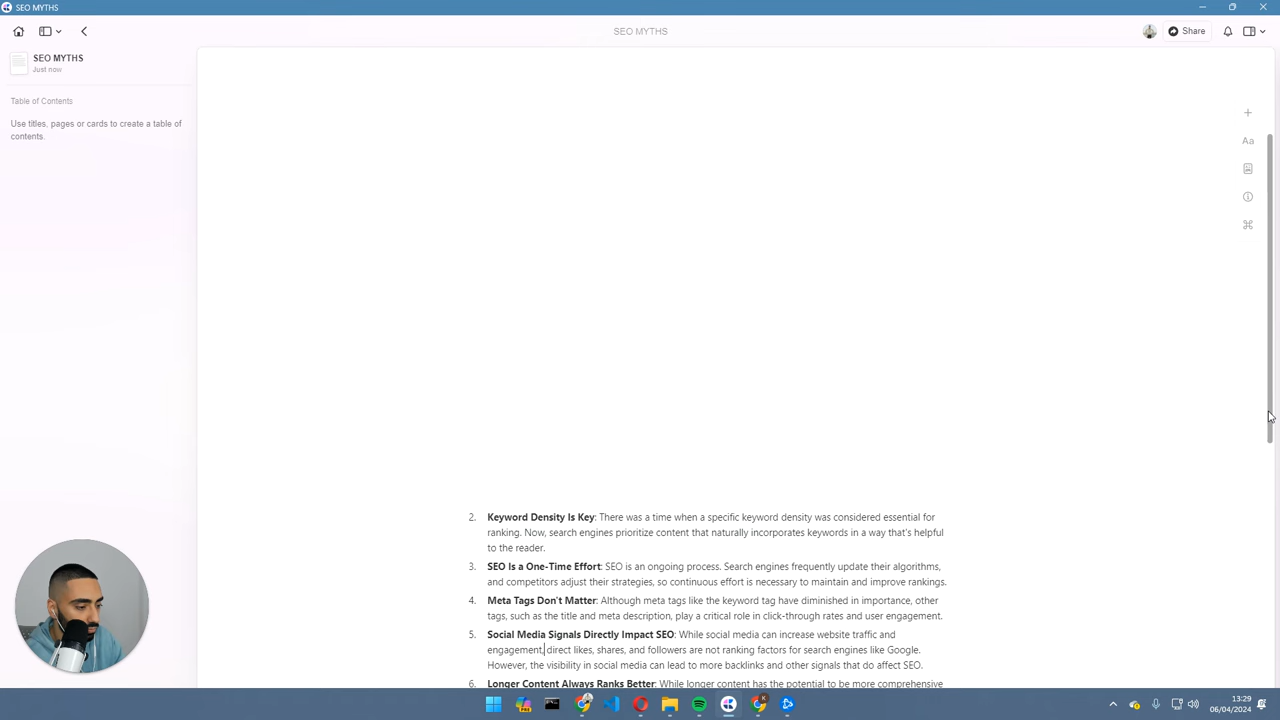 SEO MYTHS
SEO MYTHS
Share
SEO MYTHS
Just now
Table of Contents
Use titles, pages or cards to create a table of
contents.
Aa
2. Keyword Density Is Key: There was a time when a specific keyword density was considered essential for
ranking. Now, search engines prioritize content that naturally incorporates keywords in a way that's helpful
to the reader.
3. SEO Is a One-Time Effort: SEO is an ongoing process. Search engines frequently update their algorithms,
and competitors adjust their strategies, so continuous effort is necessary to maintain and improve rankings.
4. Meta Tags Don't Matter: Although meta tags like the keyword tag have diminished in importance, other
tags, such as the title and meta description, play a critical role in click-through rates and user engagement.
5. Social Media Signals Directly Impact SEO: While social media can increase website traffic and
engagement, direct likes, shares, and followers are not ranking factors for search engines like Google.
However, the visibility in social media can lead to more backlinks and other signals that do affect SEO.
6. Longer Content Always Ranks Better: While longer content has the potential to be more comprehensive
PRE
K
13:29
06/04/2024